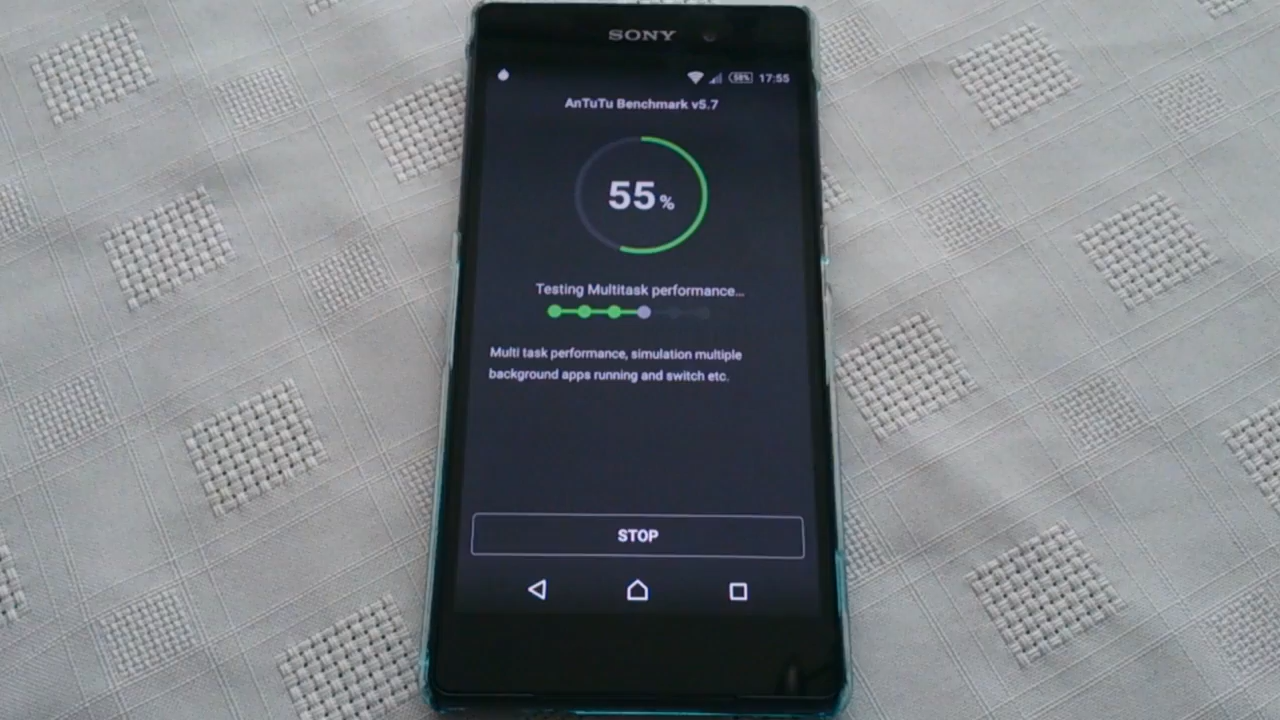 SONY
58% 17:55
AnTuTu Benchmark v5.7
55%
Testing Multitask performance...
Multi task performance, simulation multiple
background apps running and switch etc.
STOP